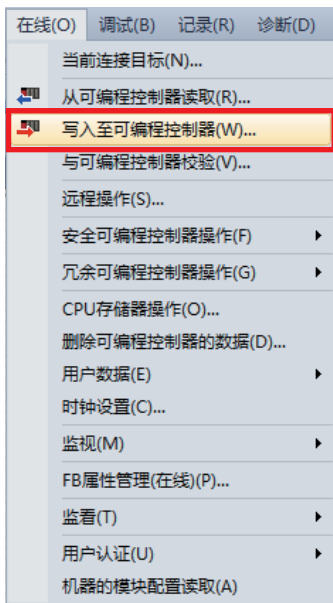 在线(O) 调试(B) 记录(R) 诊断(D)
当前连接目标(N)...
从可编程控制器读取(R)...
写入至可编程控制器(W)...
与可编程控制器校验(V)...
远程操作(S)...
安全可编程控制器操作(F)
冗余可编程控制器操作(G)
CPU存储器操作(O)...
删除可编程控制器的数据(D)...
用户数据(E)
时钟设置(C)...
监视(M)
FB属性管理(在线)(P)...
监看(T)
用户认证(U)
机器的模块配置读取(A)